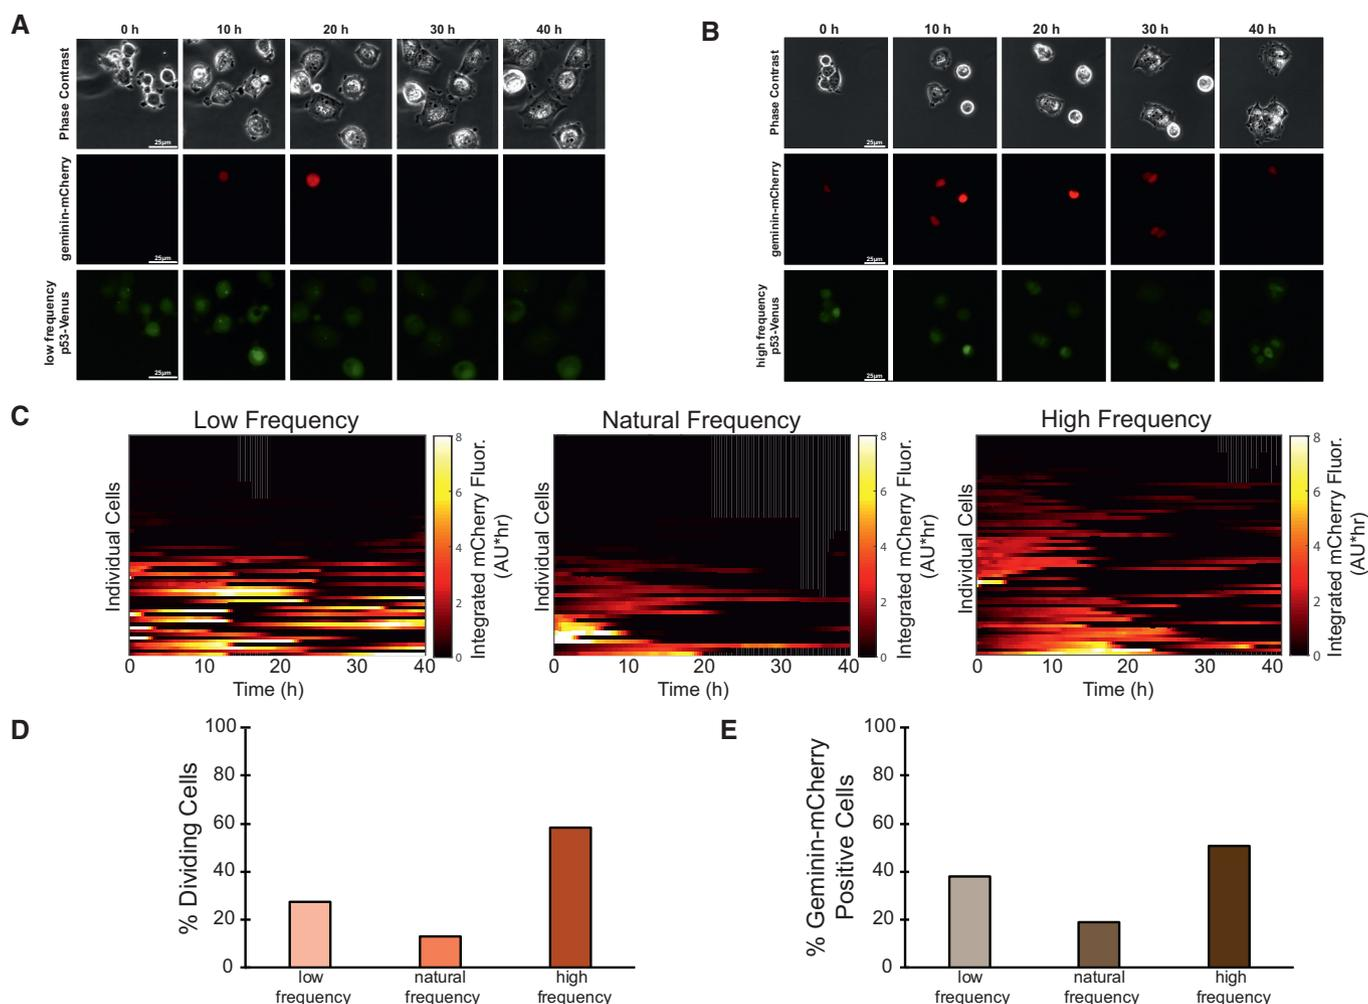 A
0 h 10 h 20 h 30 h 40 h
Phase Contrast
25µm
geminin-mCherry
25µm
low frequency
p53-Venus
25µm
B
0 h 10 h 20 h 30 h 40 h
Phase Contrast
25µm
geminin-mCherry
25µm
high frequency
p53-Venus
25µm
C
Low Frequency
Individual Cells
0 10 20 30 40
Time (h)
8
6
4
2
0
Integrated mCherry Fluor.
(AU*hr)
Natural Frequency
Individual Cells
0 10 20 30 40
Time (h)
8
6
4
2
0
Integrated mCherry Fluor.
(AU*hr)
High Frequency
Individual Cells
0 10 20 30 40
Time (h)
8
6
4
2
0
Integrated mCherry Fluor.
(AU*hr)
D
% Dividing Cells
100
80
60
40
20
0
low
frequency
natural
frequency
high
frequency
E
% Geminin-mCherry
Positive Cells
100
80
60
40
20
0
low
frequency
natural
frequency
high
frequency